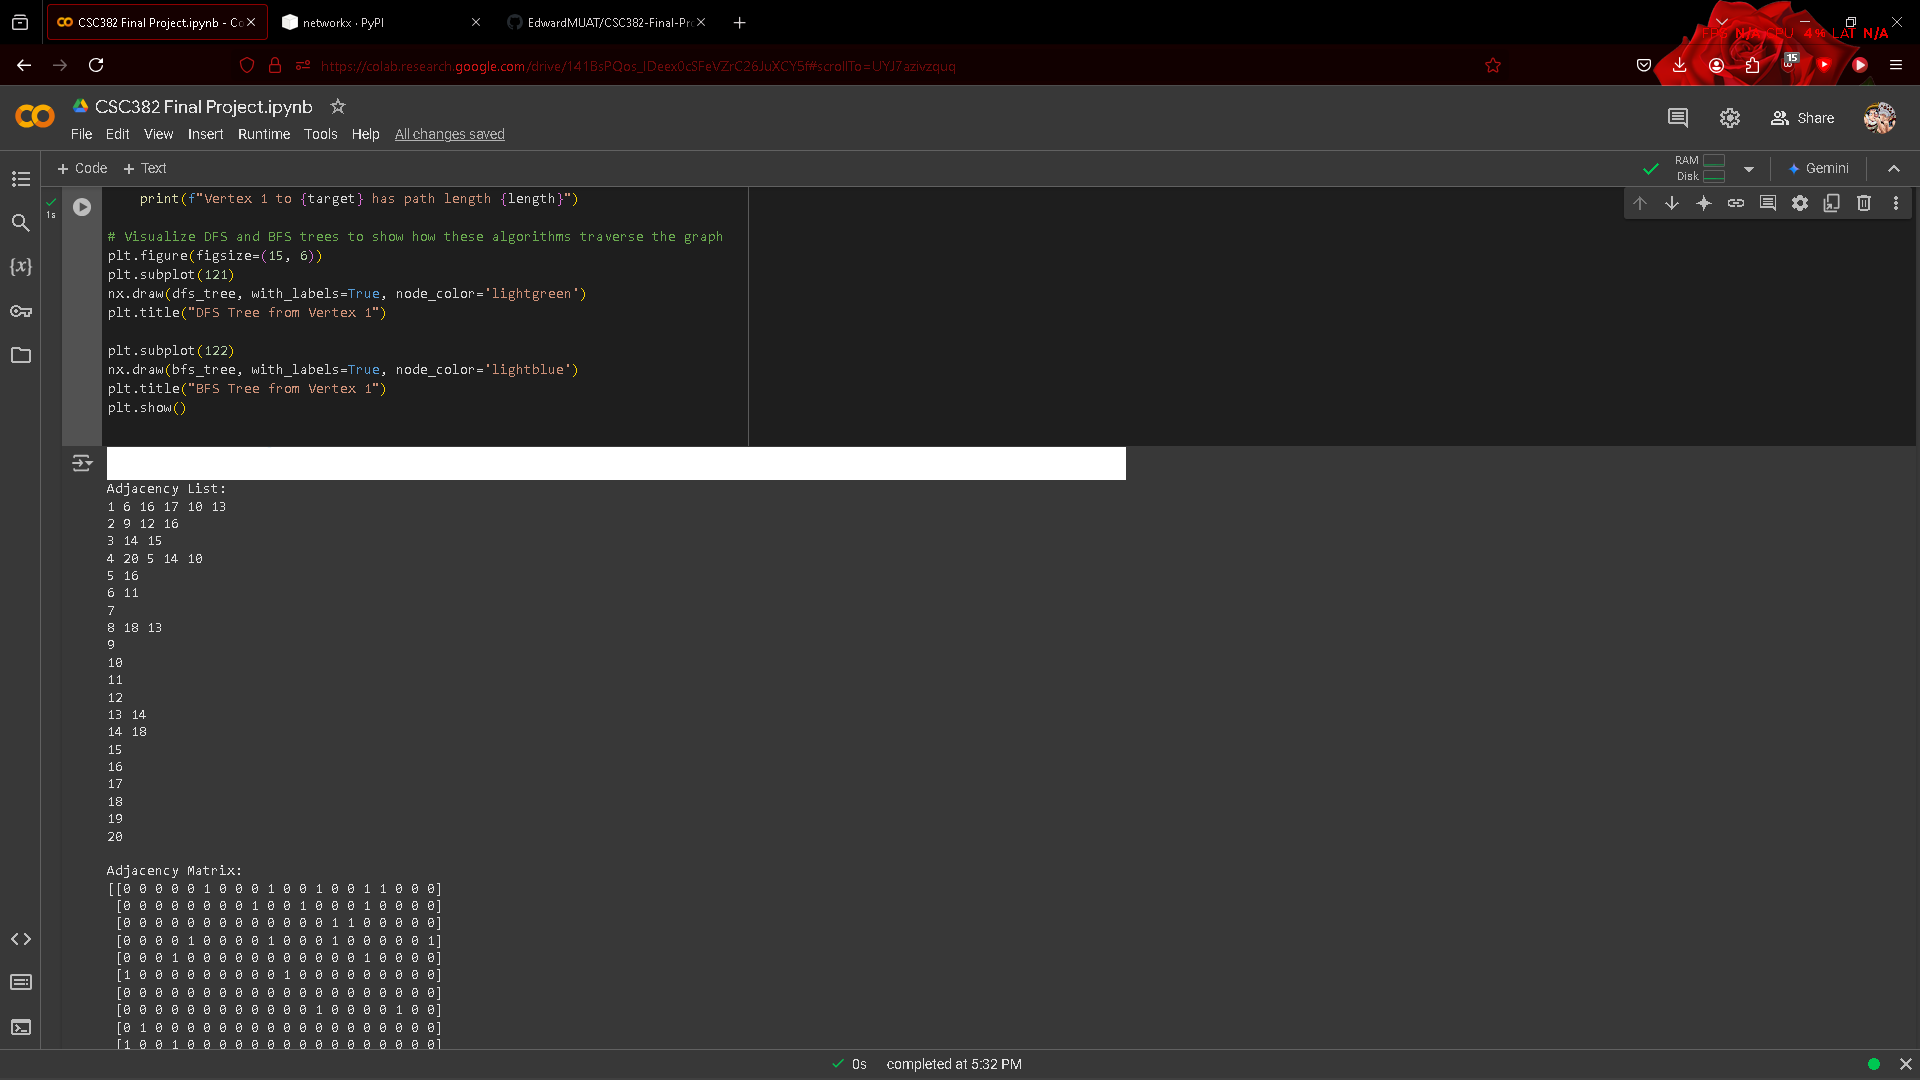 CSC382 Final Project.ipynb - Co
networkx · PyPI
EdwardMUAT/CSC382-Final-Pr
FPS N/A CPU 4% LAT N/A
15
CSC382 Final Project.ipynb
File Edit View Insert Runtime Tools Help All changes saved
Share
+ Code + Text
RAM
Disk
Gemini
1s
print(f"Vertex 1 to {target} has path length {length}")
# Visualize DFS and BFS trees to show how these algorithms traverse the graph
plt.figure(figsize=(15, 6))
plt.subplot(121)
nx.draw(dfs_tree, with_labels=True, node_color='lightgreen')
plt.title("DFS Tree from Vertex 1")
plt.subplot(122)
nx.draw(bfs_tree, with_labels=True, node_color='lightblue')
plt.title("BFS Tree from Vertex 1")
plt.show()
Adjacency List:
1 6 16 17 10 13
2 9 12 16
3 14 15
4 20 5 14 10
5 16
6 11
7
8 18 13
9
10
11
12
13 14
14 18
15
16
17
18
19
20
Adjacency Matrix:
[[0 0 0 0 0 1 0 0 0 1 0 0 1 0 0 1 1 0 0 0]
[0 0 0 0 0 0 0 0 1 0 0 1 0 0 0 1 0 0 0 0]
[0 0 0 0 0 0 0 0 0 0 0 0 0 1 1 0 0 0 0 0]
[0 0 0 0 1 0 0 0 0 1 0 0 0 1 0 0 0 0 0 1]
[0 0 0 1 0 0 0 0 0 0 0 0 0 0 0 1 0 0 0 0]
[1 0 0 0 0 0 0 0 0 0 1 0 0 0 0 0 0 0 0 0]
[0 0 0 0 0 0 0 0 0 0 0 0 0 0 0 0 0 0 0 0]
[0 0 0 0 0 0 0 0 0 0 0 0 1 0 0 0 0 1 0 0]
[0 1 0 0 0 0 0 0 0 0 0 0 0 0 0 0 0 0 0 0]
[1 0 0 1 0 0 0 0 0 0 0 0 0 0 0 0 0 0 0 0]
0s completed at 5:32 PM